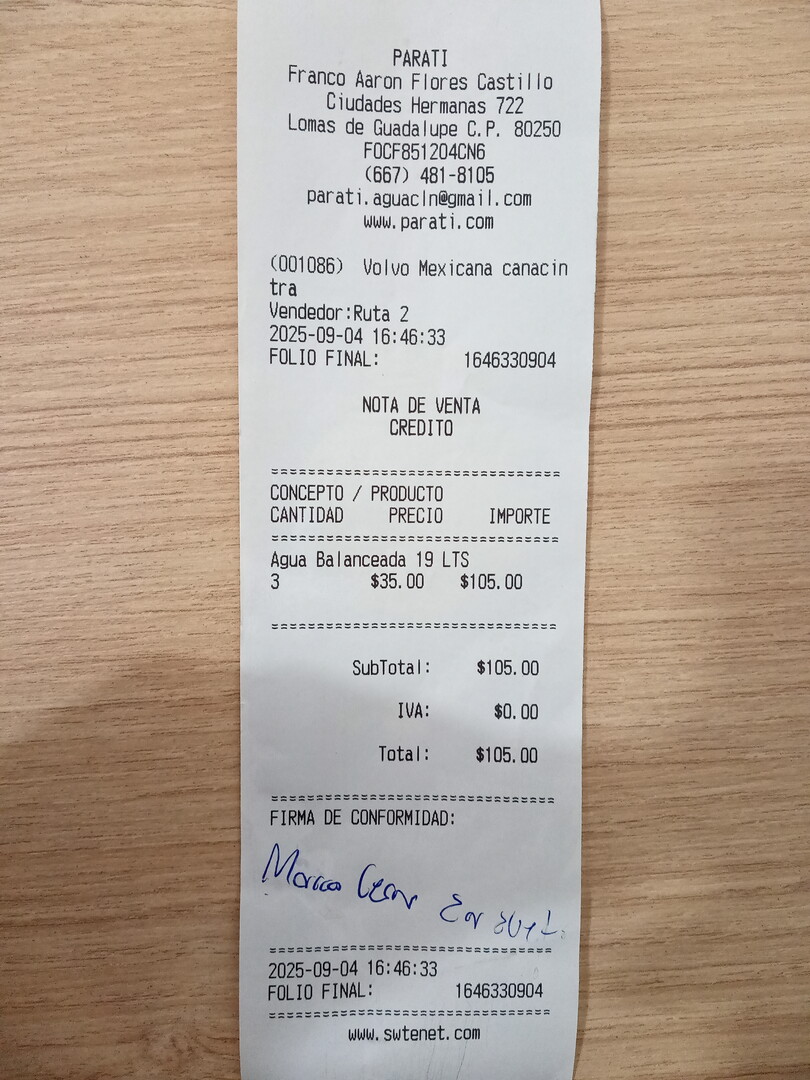 PARATI
Franco Aaron Flores Castillo
Ciudades Hermanas 722
Lomas de Guadalupe C.P. 80250
FOCF851204CN6
(667) 481-8105
parati.aguacln@gmail.com
www.parati.com
(001086) Volvo Mexicana canacin
tra
Vendedor:Ruta 2
2025-09-04 16:46:33
FOLIO FINAL: 1646330904
NOTA DE VENTA
CREDITO
================================
CONCEPTO / PRODUCTO
CANTIDAD PRECIO IMPORTE
================================
Agua Balanceada 19 LTS
3 $35.00 $105.00
================================
SubTotal: $105.00
IVA: $0.00
Total: $105.00
================================
FIRMA DE CONFORMIDAD:
================================
2025-09-04 16:46:33
FOLIO FINAL: 1646330904
================================
www.swtenet.com